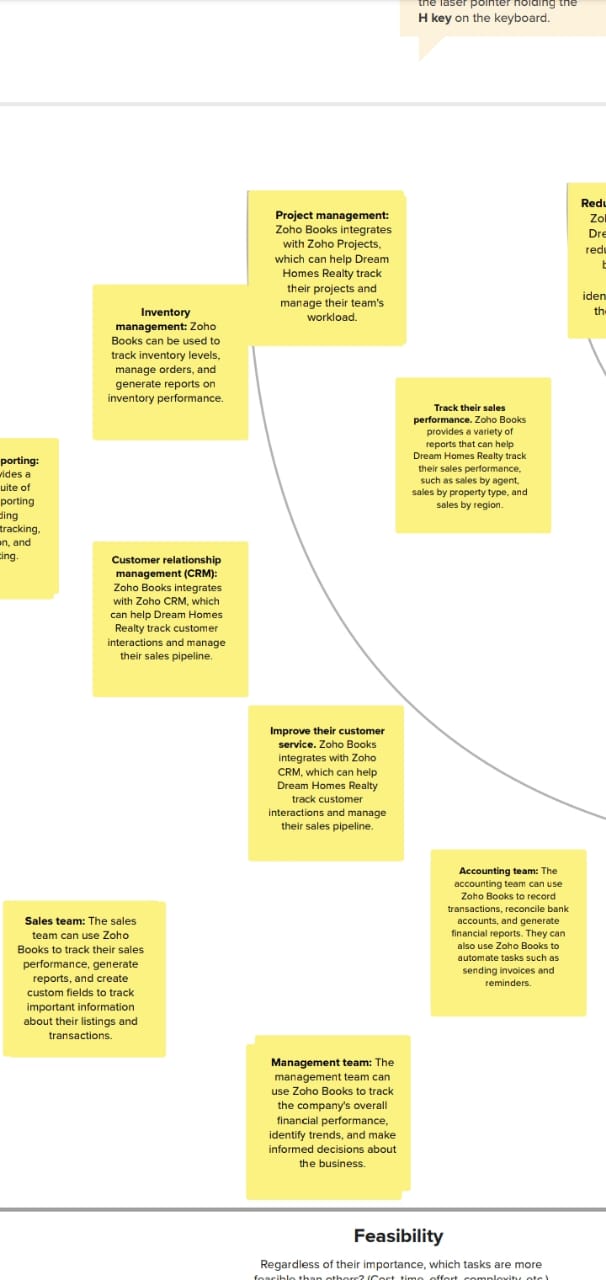 the laser pointer holding the
H key on the keyboard.
Project management:
Zoho Books integrates
with Zoho Projects,
which can help Dream
Homes Realty track
their projects and
manage their team's
workload.
Redu
Zol
Dre
redu
b
iden
th
Inventory
management: Zoho
Books can be used to
track inventory levels,
manage orders, and
generate reports on
inventory performance.
Track their sales
performance. Zoho Books
provides a variety of
reports that can help
Dream Homes Realty track
their sales performance,
such as sales by agent,
sales by property type, and
sales by region.
porting:
vides a
uite of
porting
ding
tracking,
on, and
ting.
Customer relationship
management (CRM):
Zoho Books integrates
with Zoho CRM, which
can help Dream Homes
Realty track customer
interactions and manage
their sales pipeline.
Improve their customer
service. Zoho Books
integrates with Zoho
CRM, which can help
Dream Homes Realty
track customer
interactions and manage
their sales pipeline.
Accounting team: The
accounting team can use
Zoho Books to record
transactions, reconcile bank
accounts, and generate
financial reports. They can
also use Zoho Books to
automate tasks such as
sending invoices and
reminders.
Sales team: The sales
team can use Zoho
Books to track their sales
performance, generate
reports, and create
custom fields to track
important information
about their listings and
transactions.
Management team: The
management team can
use Zoho Books to track
the company's overall
financial performance,
identify trends, and make
informed decisions about
the business.
Feasibility
Regardless of their importance, which tasks are more
feasible than others? (Cost, time, effort, complexity, etc.)